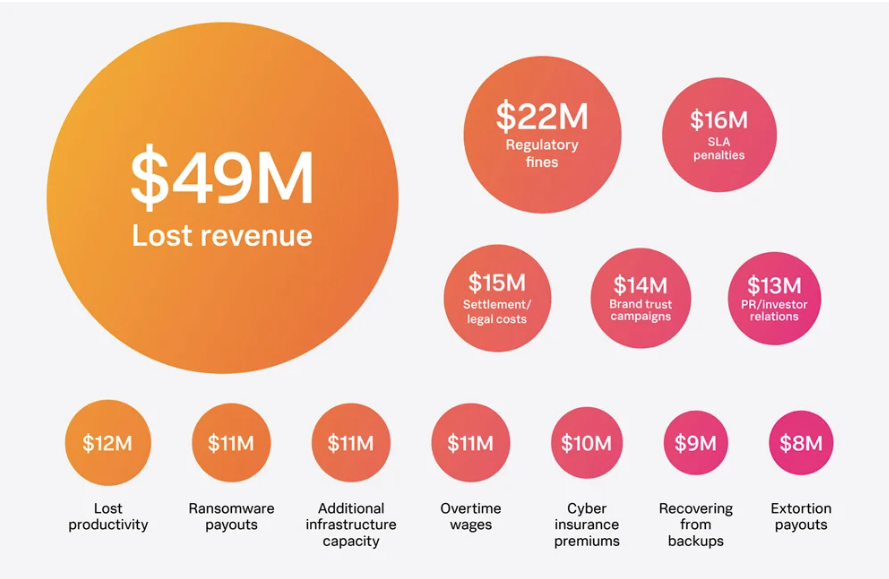 $49M
Lost revenue
$22M
Regulatory
fines
$16M
SLA
penalties
$15M
Settlement/
legal costs
$14M
Brand trust
campaigns
$13M
PR/investor
relations
$12M
Lost
productivity
$11M
Ransomware
payouts
$11M
Additional
infrastructure
capacity
$11M
Overtime
wages
$10M
Cyber
insurance
premiums
$9M
Recovering
from
backups
$8M
Extortion
payouts